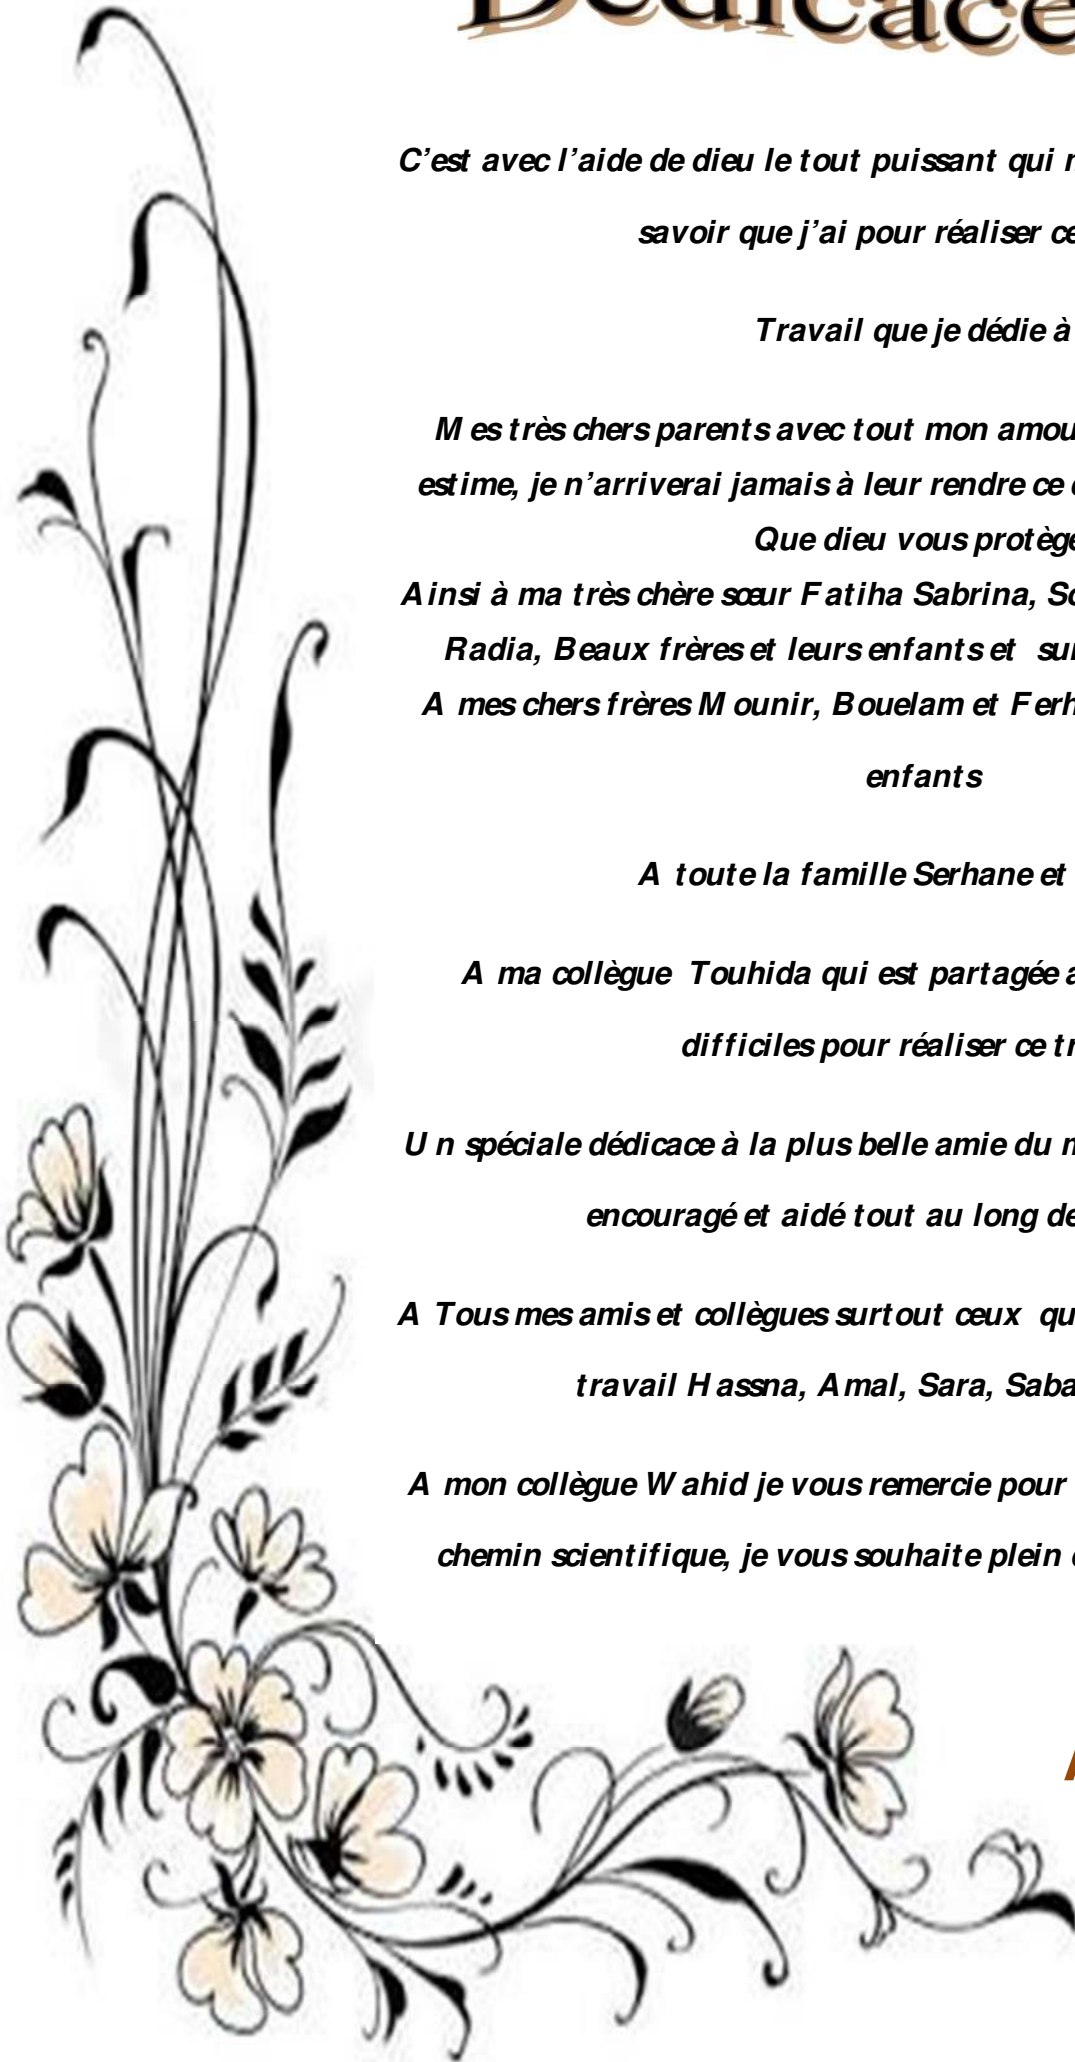 Dédicace
C’est avec l’aide de dieu le tout puissant qui
savoir que j’ai pour réaliser ce
Travail que je dédie à
Mes très chers parents avec tout mon amou
estime, je n’arriverai jamais à leur rendre ce
Que dieu vous protège
Ainsi à ma très chère sœur Fatiha Sabrina, So
Radia, Beaux frères et leurs enfants et sur
A mes chers frères Mounir, Bouelam et Ferh
enfants
A toute la famille Serhane et
A ma collègue Touhida qui est partagée a
difficiles pour réaliser ce tr
Un spéciale dédicace à la plus belle amie du
encouragé et aidé tout au long de
A Tous mes amis et collègues surtout ceux qu
travail Hassna, Amal, Sara, Saba
A mon collègue Wahid je vous remercie pour
chemin scientifique, je vous souhaite plein